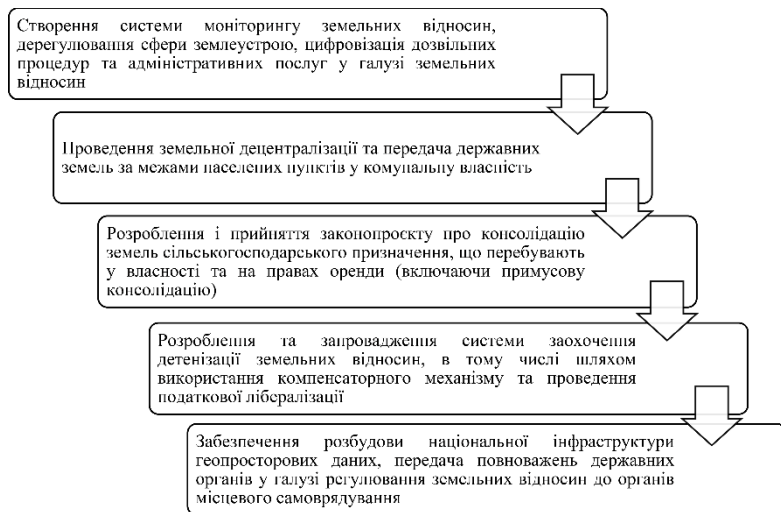 Створення системи моніторингу земельних відносин,
дерегулювання сфери землеустрою, цифровізація дозвільних
процедур та адміністративних послуг у галузі земельних
відносин
Проведення земельної децентралізації та передача державних
земель за межами населених пунктів у комунальну власність
Розроблення і прийняття законопроєкту про консолідацію
земель сільськогосподарського призначення, що перебувають
у власності та на правах оренди (включаючи примусову
консолідацію)
Розроблення та запровадження системи заохочення
детенізації земельних відносин, в тому числі шляхом
використання компенсаторного механізму та проведення
податкової лібералізації
Забезпечення розбудови національної інфраструктури
геопросторових даних, передача повноважень державних
органів у галузі регулювання земельних відносин до органів
місцевого самоврядування